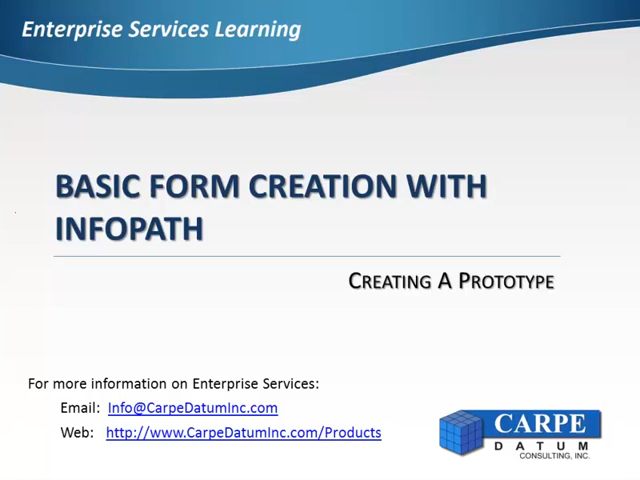 Enterprise Services Learning
BASIC FORM CREATION WITH
INFOPATH
CREATING A PROTOTYPE
For more information on Enterprise Services:
Email: Info@CarpeDatumInc.com
Web: http://www.CarpeDatumInc.com/Products
CARPE
DATUM
CONSULTING, INC.